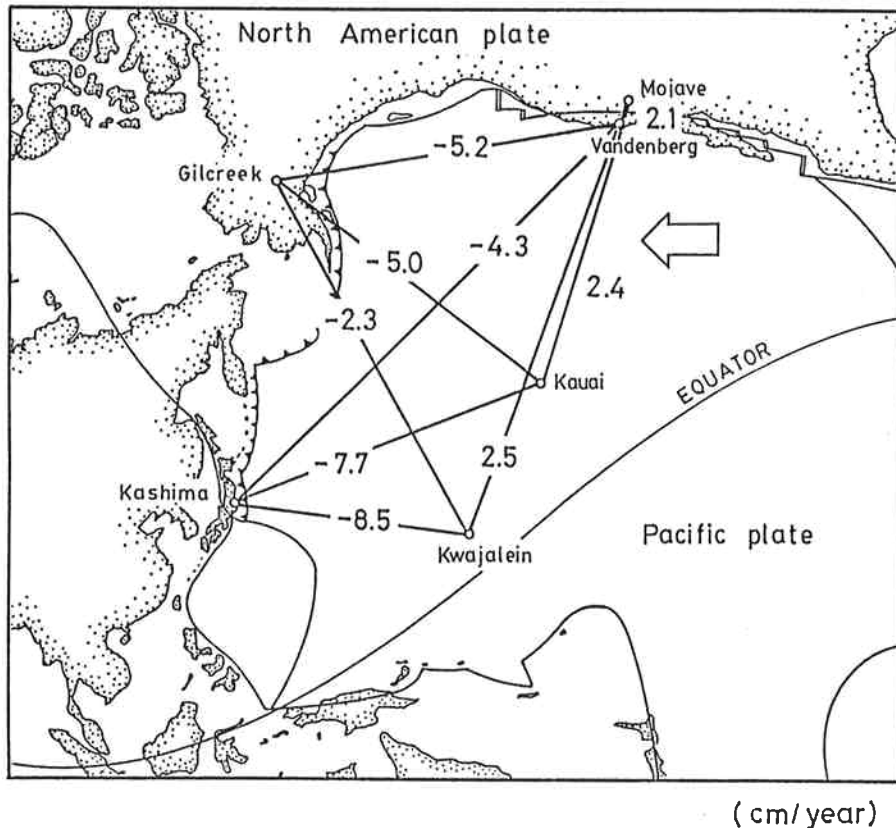 North American plate
Mojave
2.1
Vandenberg
-5.2
Gilcreek
-4.3
-5.0
2.4
-2.3
Kauai
EQUATOR
-7.7
2.5
Kashima
-8.5
Kwajalein
Pacific plate
(cm/year)